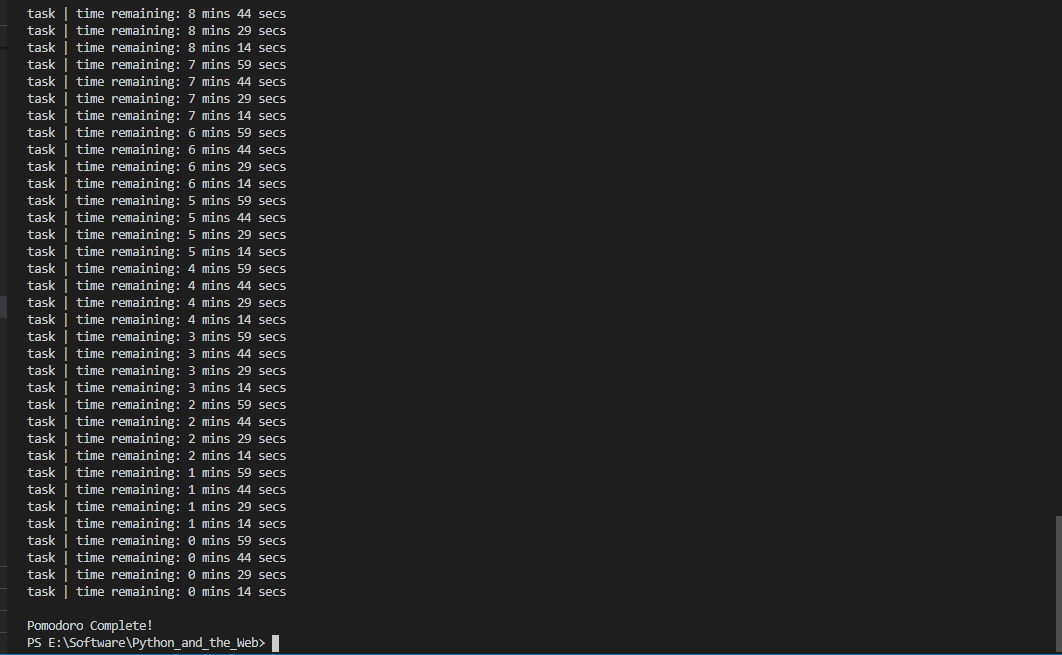 task | time remaining: 8 mins 44 secs
task | time remaining: 8 mins 29 secs
task | time remaining: 8 mins 14 secs
task | time remaining: 7 mins 59 secs
task | time remaining: 7 mins 44 secs
task | time remaining: 7 mins 29 secs
task | time remaining: 7 mins 14 secs
task | time remaining: 6 mins 59 secs
task | time remaining: 6 mins 44 secs
task | time remaining: 6 mins 29 secs
task | time remaining: 6 mins 14 secs
task | time remaining: 5 mins 59 secs
task | time remaining: 5 mins 44 secs
task | time remaining: 5 mins 29 secs
task | time remaining: 5 mins 14 secs
task | time remaining: 4 mins 59 secs
task | time remaining: 4 mins 44 secs
task | time remaining: 4 mins 29 secs
task | time remaining: 4 mins 14 secs
task | time remaining: 3 mins 59 secs
task | time remaining: 3 mins 44 secs
task | time remaining: 3 mins 29 secs
task | time remaining: 3 mins 14 secs
task | time remaining: 2 mins 59 secs
task | time remaining: 2 mins 44 secs
task | time remaining: 2 mins 29 secs
task | time remaining: 2 mins 14 secs
task | time remaining: 1 mins 59 secs
task | time remaining: 1 mins 44 secs
task | time remaining: 1 mins 29 secs
task | time remaining: 1 mins 14 secs
task | time remaining: 0 mins 59 secs
task | time remaining: 0 mins 44 secs
task | time remaining: 0 mins 29 secs
task | time remaining: 0 mins 14 secs
Pomodoro Complete!
PS E:\Software\Python_and_the_Web>